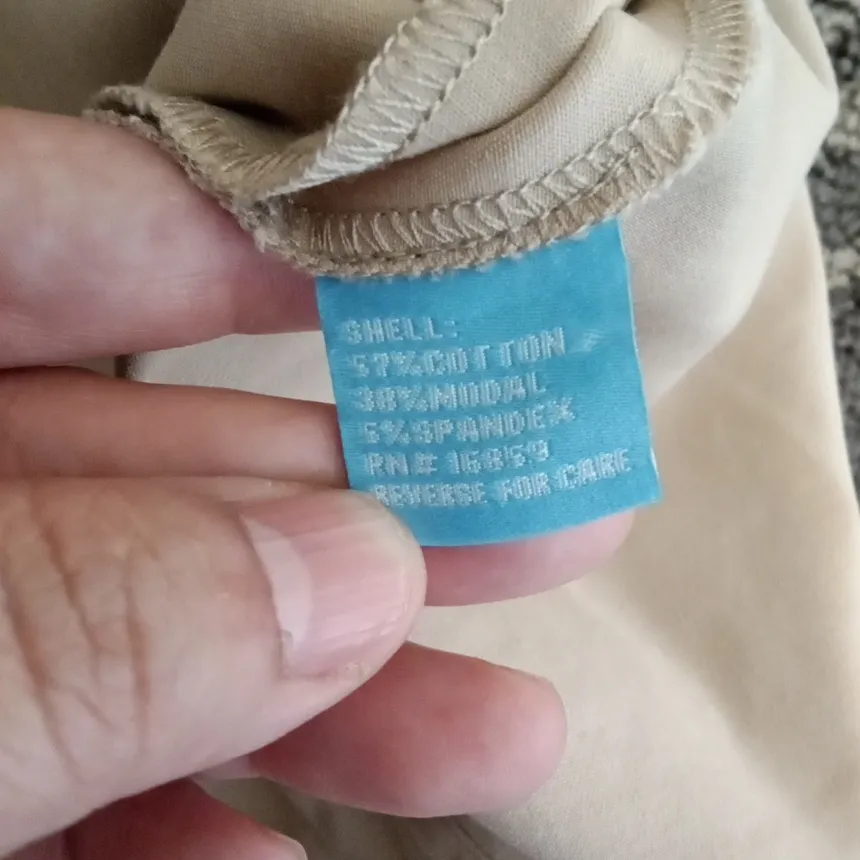 SHELL:
57%COTTON
38%MODAL
5%SPANDEX
RN# 16859
REVERSE FOR CARE